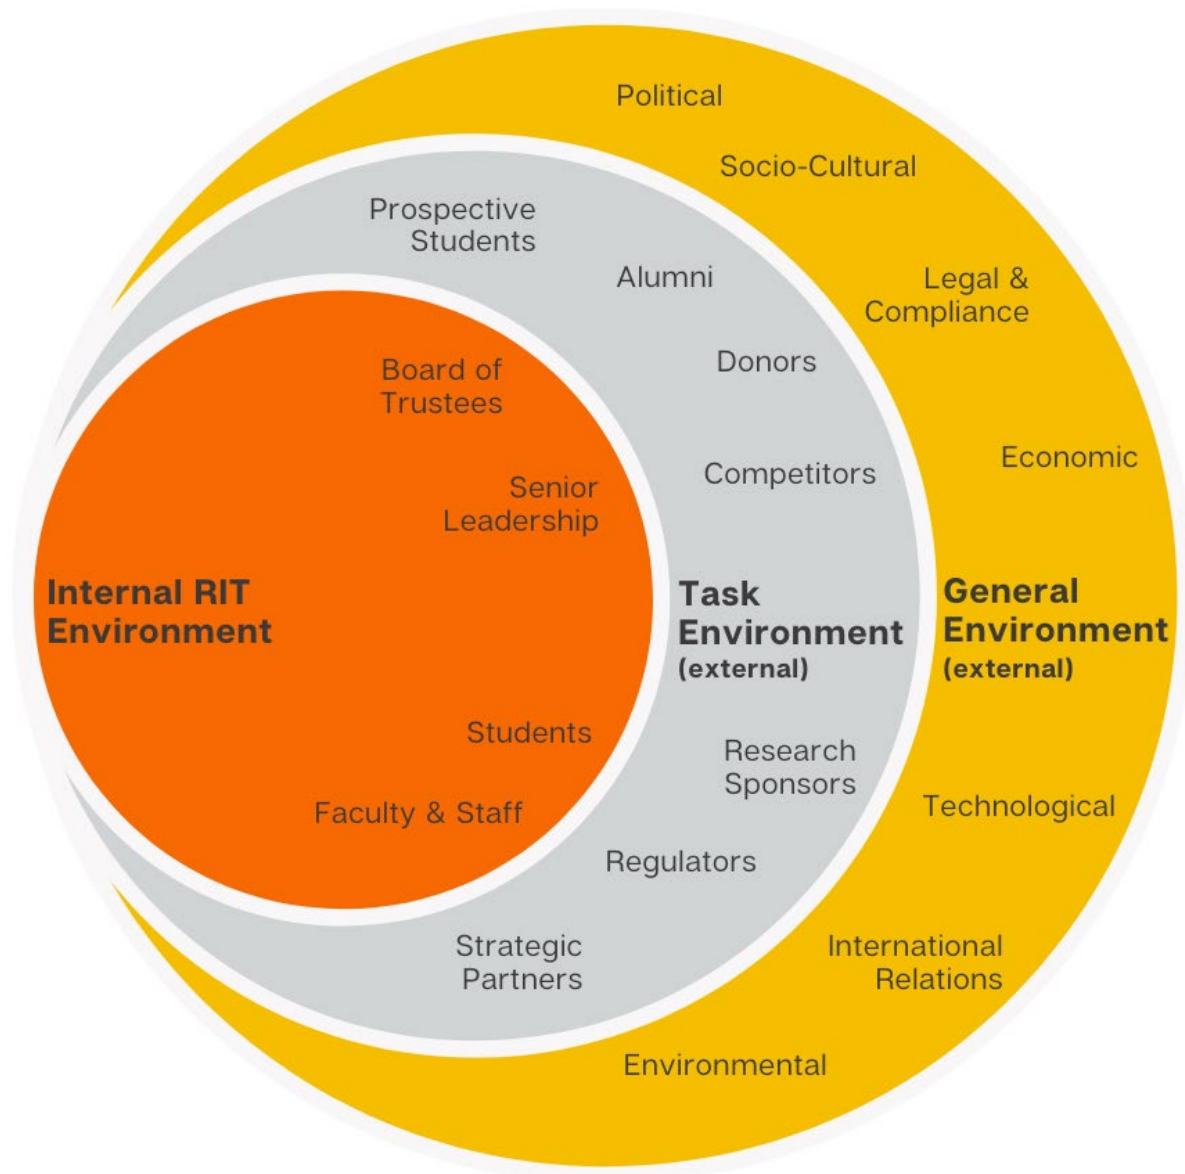 Political
Socio-Cultural
Legal &
Compliance
Economic
General
Environment
(external)
Technological
International
Relations
Environmental
Prospective
Students
Alumni
Donors
Competitors
Task
Environment
(external)
Research
Sponsors
Regulators
Strategic
Partners
Board of
Trustees
Senior
Leadership
Internal RIT
Environment
Students
Faculty & Staff